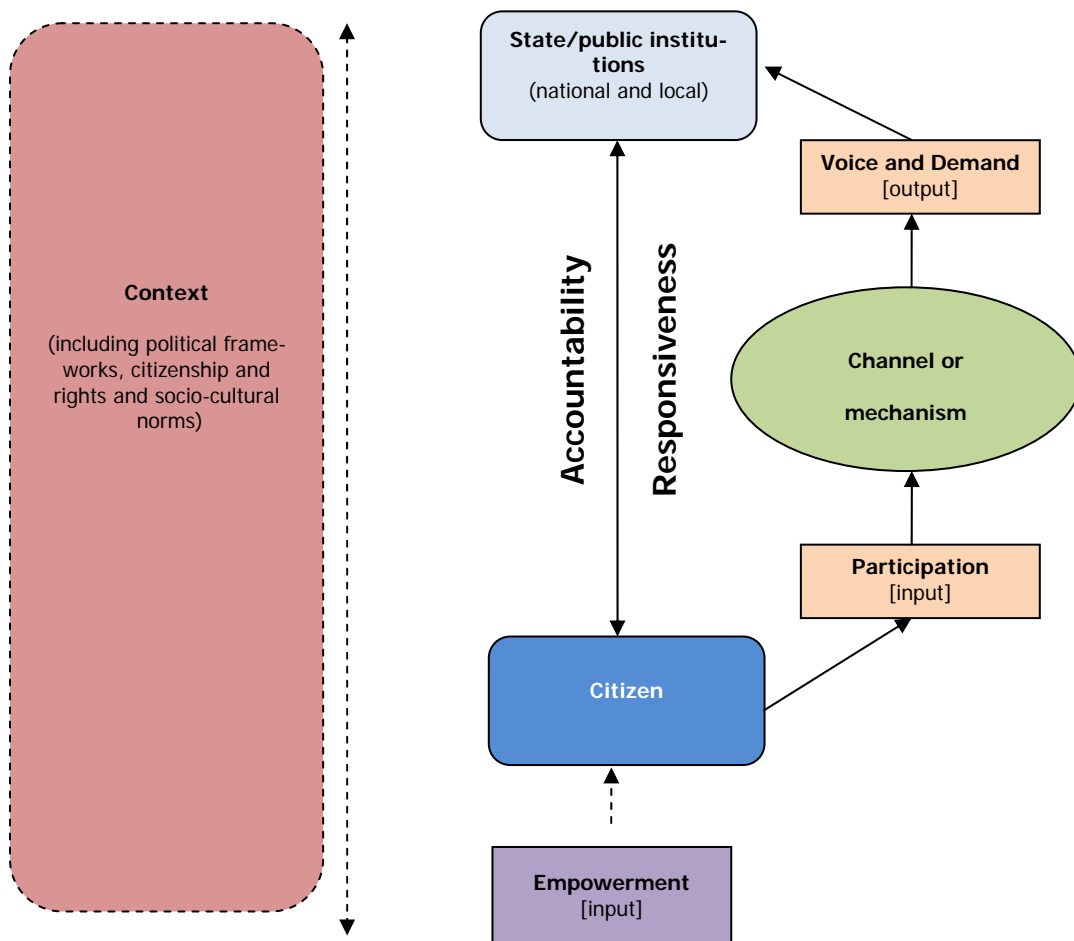 State/public institu-
tions
(national and local)
Voice and Demand
[output]
Context
(including political frame-
works, citizenship and
rights and socio-cultural
norms)
Accountability
Responsiveness
Channel or
mechanism
Participation
[input]
Citizen
Empowerment
[input]